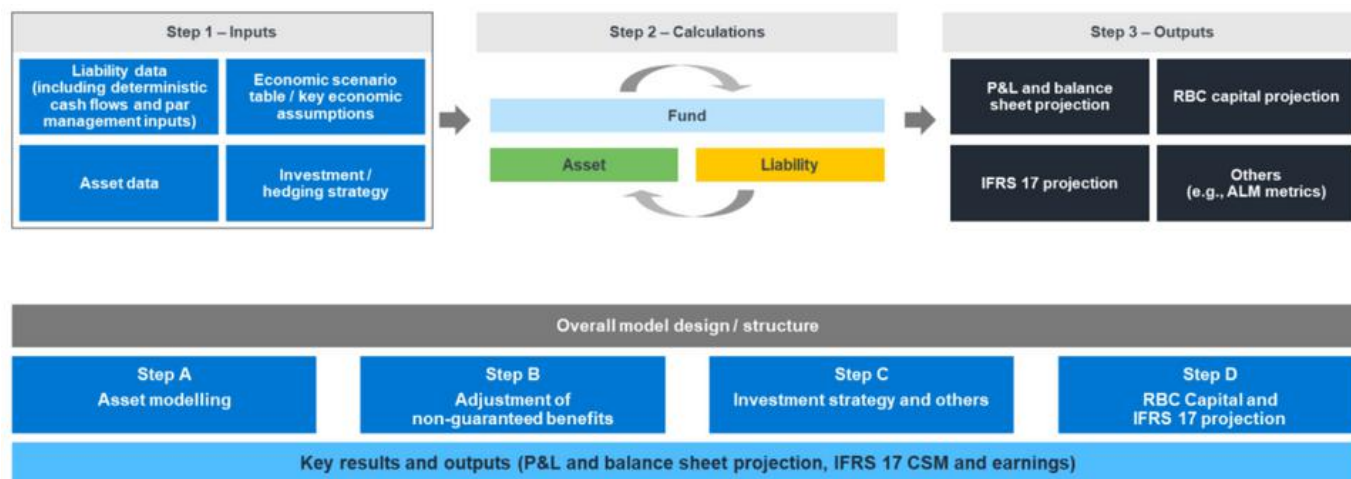 Step 1 – Inputs
Liability data
(including deterministic
cash flows and par
management inputs)
Economic scenario
table / key economic
assumptions
Asset data
Investment /
hedging strategy
Step 2 – Calculations
Fund
Asset
Liability
Step 3 – Outputs
P&L and balance
sheet projection
RBC capital projection
IFRS 17 projection
Others
(e.g., ALM metrics)
Overall model design / structure
Step A
Asset modelling
Step B
Adjustment of
non-guaranteed benefits
Step C
Investment strategy and others
Step D
RBC Capital and
IFRS 17 projection
Key results and outputs (P&L and balance sheet projection, IFRS 17 CSM and earnings)